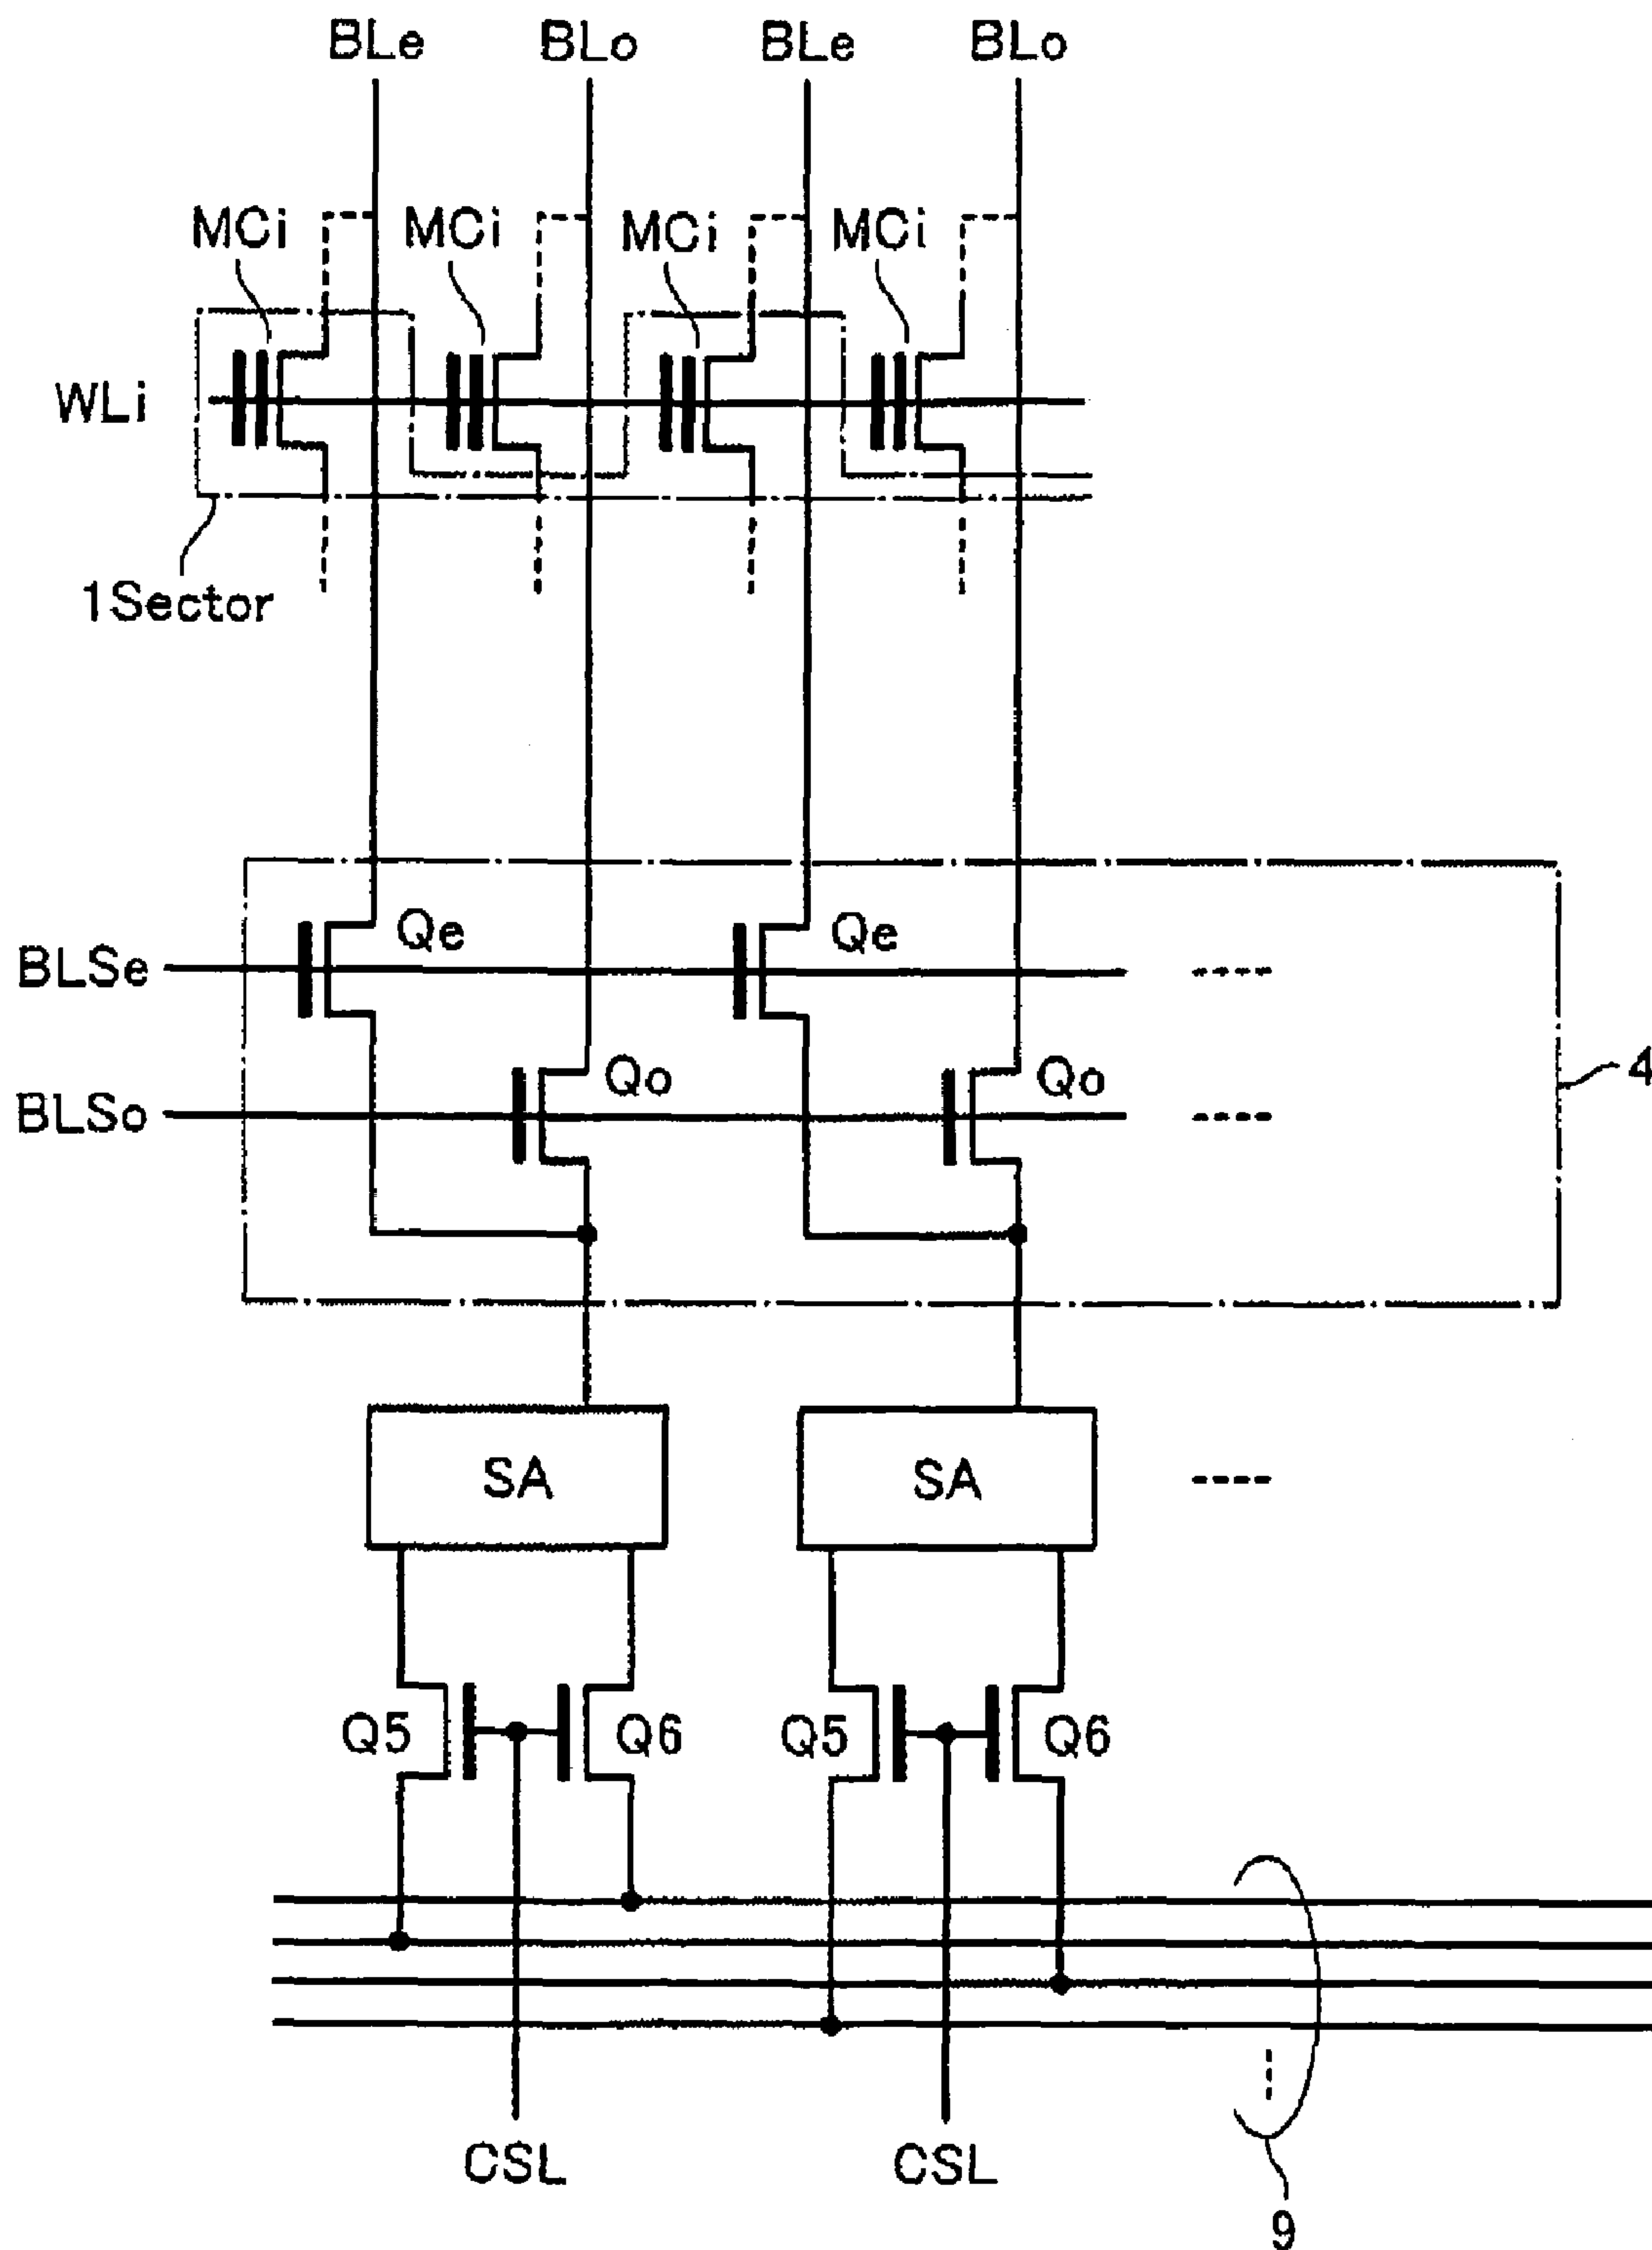 BLe BLo BLe BLo
MCi MCi MCi MCi
WLi
1Sector
Qe Qe
BLSe
Qo Qo
4
BLSo
SA SA
Q5 Q6 Q5 Q6
CSL CSL
9